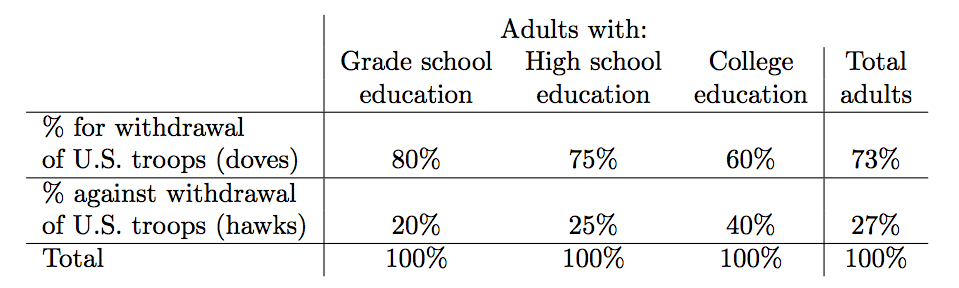 Adults with:
Grade school High school College Total
education education education adults
% for withdrawal
of U.S. troops (doves) 80% 75% 60% 73%
% against withdrawal
of U.S. troops (hawks) 20% 25% 40% 27%
Total 100% 100% 100% 100%